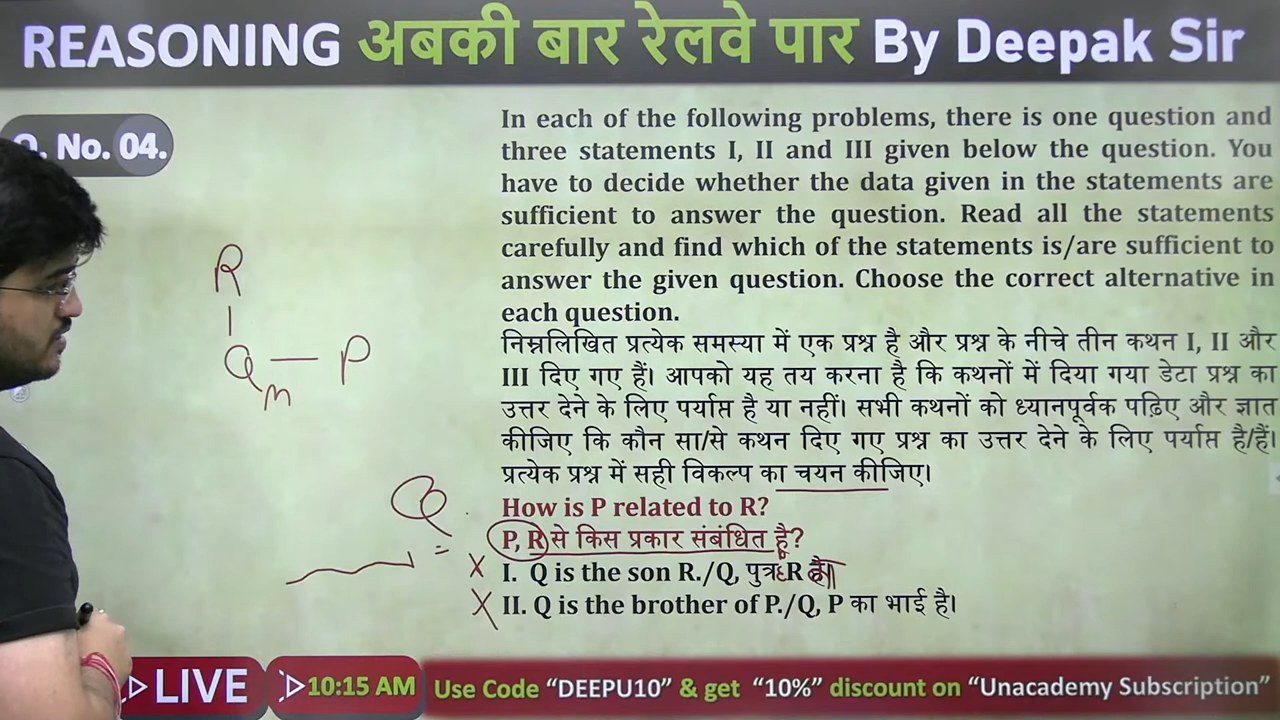 REASONING अबकी बार रेलवे पार By Deepak Sir
Q. No. 04.
In each of the following problems, there is one question and
three statements I, II and III given below the question. You
have to decide whether the data given in the statements are
sufficient to answer the question. Read all the statements
carefully and find which of the statements is/are sufficient to
answer the given question. Choose the correct alternative in
each question.
निम्नलिखित प्रत्येक समस्या में एक प्रश्न है और प्रश्न के नीचे तीन कथन I, II और
III दिए गए हैं। आपको यह तय करना है कि कथनों में दिया गया डेटा प्रश्न का
उत्तर देने के लिए पर्याप्त है या नहीं। सभी कथनों को ध्यानपूर्वक पढ़िए और ज्ञात
कीजिए कि कौन सा/से कथन दिए गए प्रश्न का उत्तर देने के लिए पर्याप्त है/हैं।
प्रत्येक प्रश्न में सही विकल्प का चयन कीजिए।
How is P related to R?
P, R से किस प्रकार संबंधित है?
X I. Q is the son R./Q, पुत्र R है।
X II. Q is the brother of P./Q, P का भाई है।
R
Q — P
m
Q
LIVE
10:15 AM
Use Code “DEEPU10” & get “10%” discount on “Unacademy Subscription”